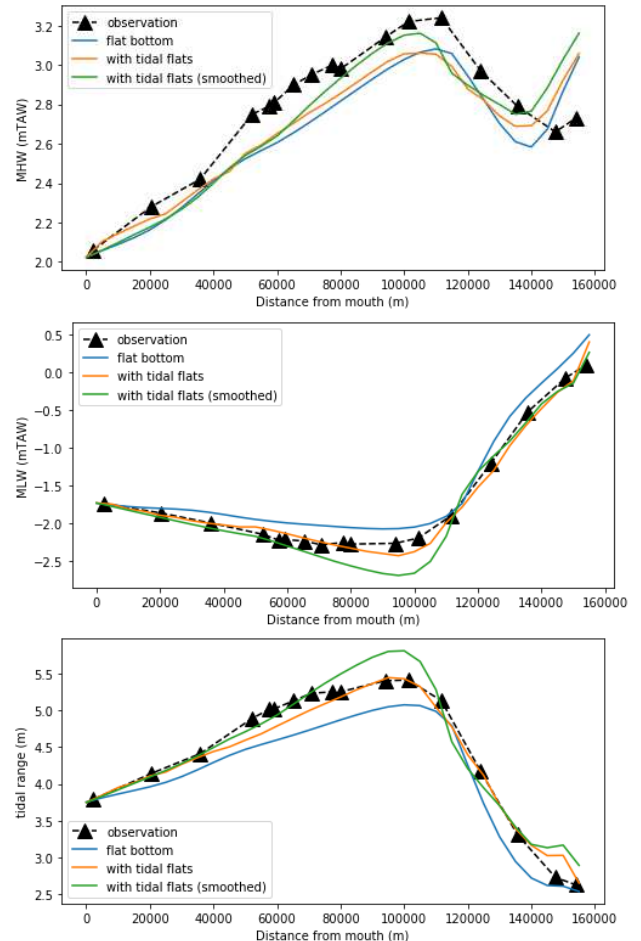 3.2
3.0
2.8
2.6
2.4
2.2
2.0
MHW (mTAW)
observation
flat bottom
with tidal flats
with tidal flats (smoothed)
0 20000 40000 60000 80000 100000 120000 140000 160000
Distance from mouth (m)
0.5
0.0
−0.5
−1.0
−1.5
−2.0
−2.5
MLW (mTAW)
observation
flat bottom
with tidal flats
with tidal flats (smoothed)
0 20000 40000 60000 80000 100000 120000 140000 160000
Distance from mouth (m)
5.5
5.0
4.5
4.0
3.5
3.0
2.5
tidal range (m)
observation
flat bottom
with tidal flats
with tidal flats (smoothed)
0 20000 40000 60000 80000 100000 120000 140000 160000
Distance from mouth (m)